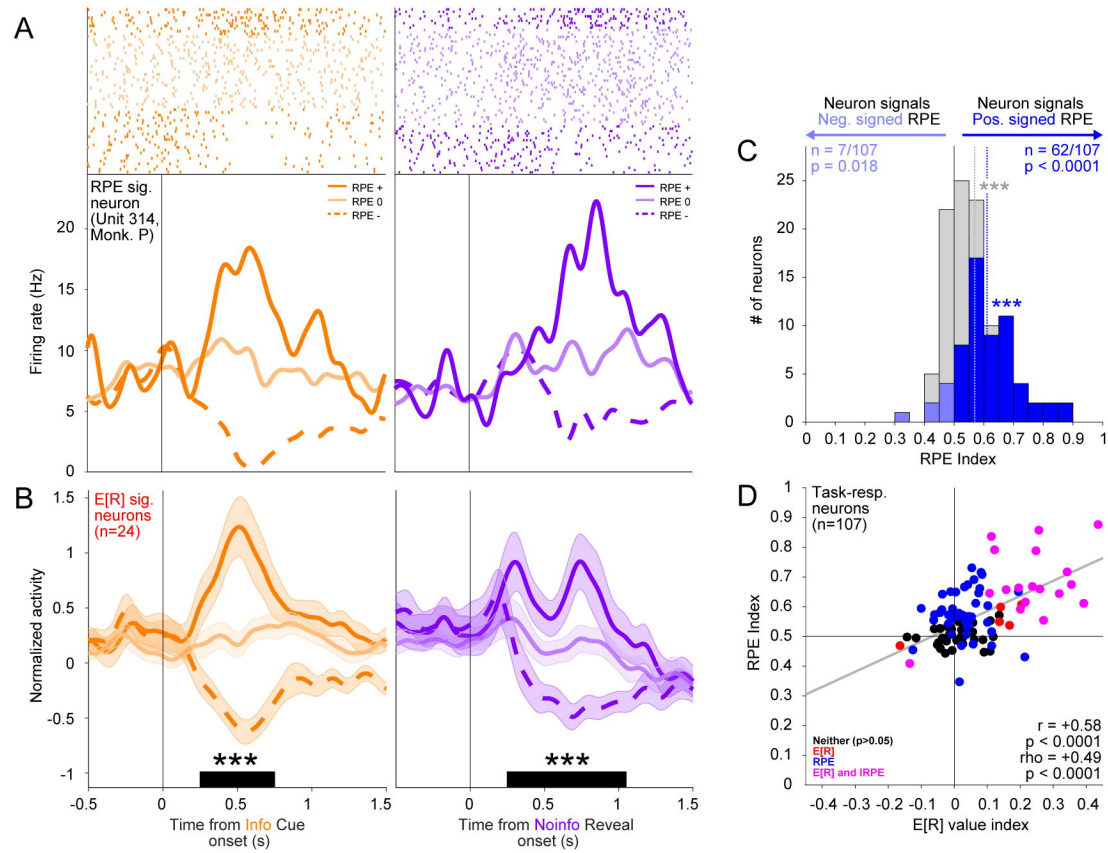 A
RPE sig.
neuron
(Unit 314,
Monk. P)
RPE +
RPE 0
RPE -
RPE +
RPE 0
RPE -
Firing rate (Hz)
20
15
10
5
0
B
E[R] sig.
neurons
(n=24)
Normalized activity
1.5
1
0.5
0
-0.5
-1
***
***
-0.5 0 0.5 1 1.5
0 0.5 1 1.5
Time from Info Cue
onset (s)
Time from Noinfo Reveal
onset (s)
C
Neuron signals
Neg. signed RPE
Neuron signals
Pos. signed RPE
n = 7/107
p = 0.018
n = 62/107
p < 0.0001
***
***
# of neurons
25
20
15
10
5
0
0 0.1 0.2 0.3 0.4 0.5 0.6 0.7 0.8 0.9 1
RPE Index
D
Task-resp.
neurons
(n=107)
RPE Index
1
0.9
0.8
0.7
0.6
0.5
0.4
0.3
0.2
0.1
0
Neither (p>0.05)
E[R]
RPE
E[R] and IRPE
r = +0.58
p < 0.0001
rho = +0.49
p < 0.0001
-0.4 -0.3 -0.2 -0.1 0 0.1 0.2 0.3 0.4
E[R] value index